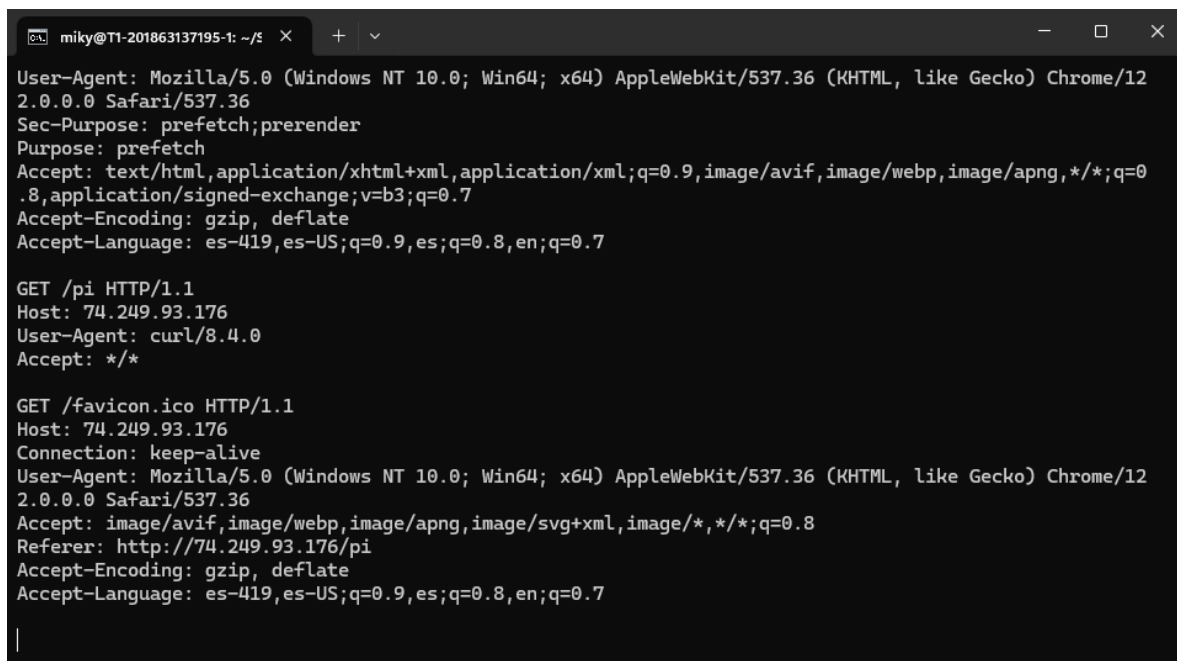 miky@T1-201863137195-1: ~/S
User-Agent: Mozilla/5.0 (Windows NT 10.0; Win64; x64) AppleWebKit/537.36 (KHTML, like Gecko) Chrome/12
2.0.0.0 Safari/537.36
Sec-Purpose: prefetch;prerender
Purpose: prefetch
Accept: text/html,application/xhtml+xml,application/xml;q=0.9,image/avif,image/webp,image/apng,*/*;q=0
.8,application/signed-exchange;v=b3;q=0.7
Accept-Encoding: gzip, deflate
Accept-Language: es-419,es-US;q=0.9,es;q=0.8,en;q=0.7
GET /pi HTTP/1.1
Host: 74.249.93.176
User-Agent: curl/8.4.0
Accept: */*
GET /favicon.ico HTTP/1.1
Host: 74.249.93.176
Connection: keep-alive
User-Agent: Mozilla/5.0 (Windows NT 10.0; Win64; x64) AppleWebKit/537.36 (KHTML, like Gecko) Chrome/12
2.0.0.0 Safari/537.36
Accept: image/avif,image/webp,image/apng,image/svg+xml,image/*,*/*;q=0.8
Referer: http://74.249.93.176/pi
Accept-Encoding: gzip, deflate
Accept-Language: es-419,es-US;q=0.9,es;q=0.8,en;q=0.7